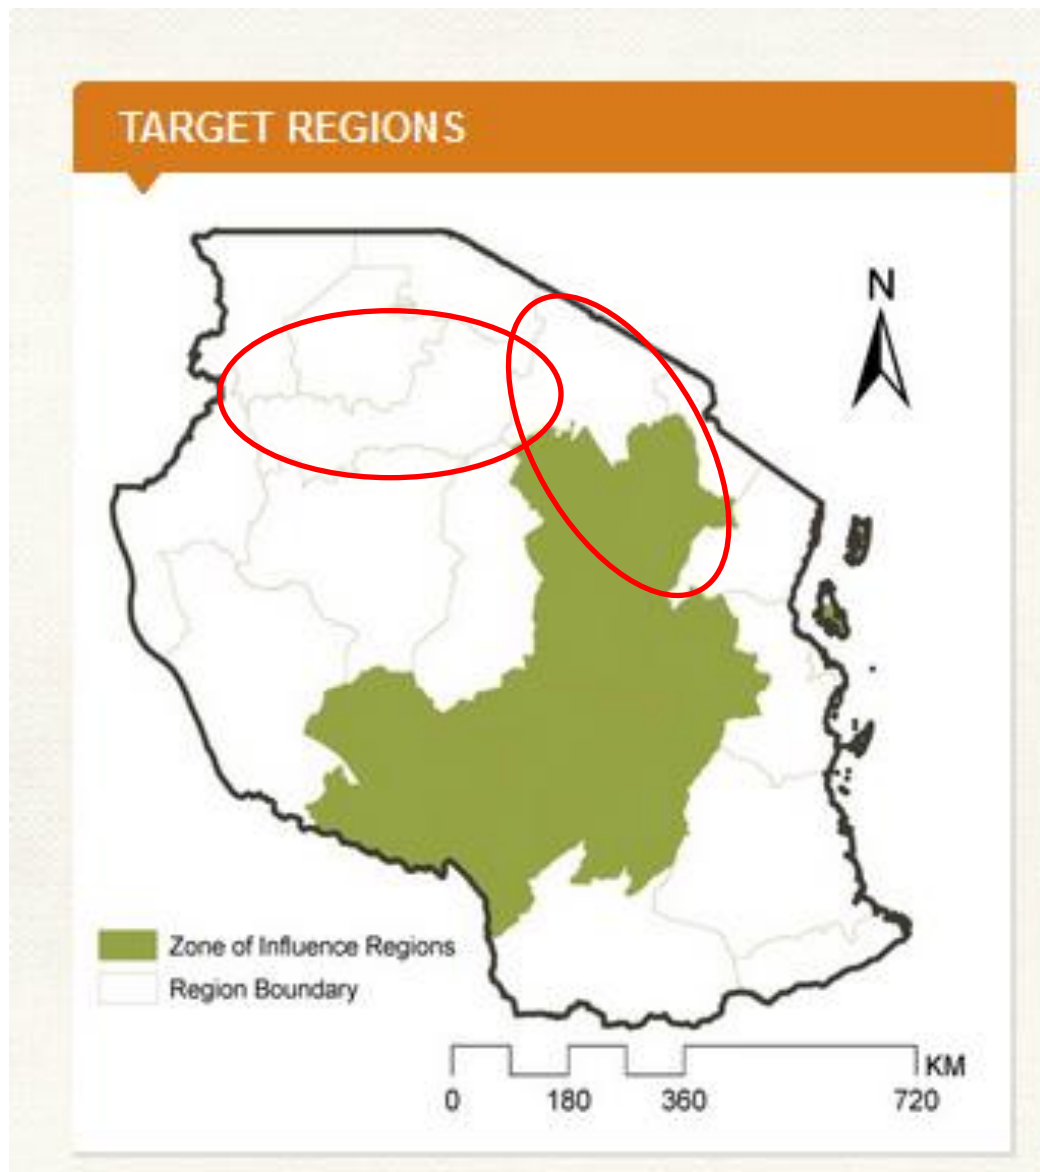 TARGET REGIONS
N
Zone of Influence Regions
Region Boundary
KM
0 180 360 720